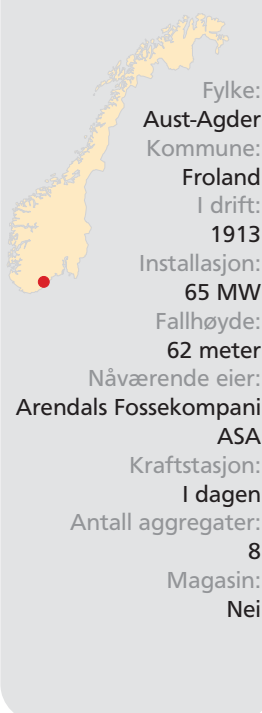 Fylke:
Aust-Agder
Kommune:
Froland
I drift:
1913
Installasjon:
65 MW
Fallhøyde:
62 meter
Nåværende eier:
Arendals Fossekompani
ASA
Kraftstasjon:
I dagen
Antall aggregater:
8
Magasin:
Nei